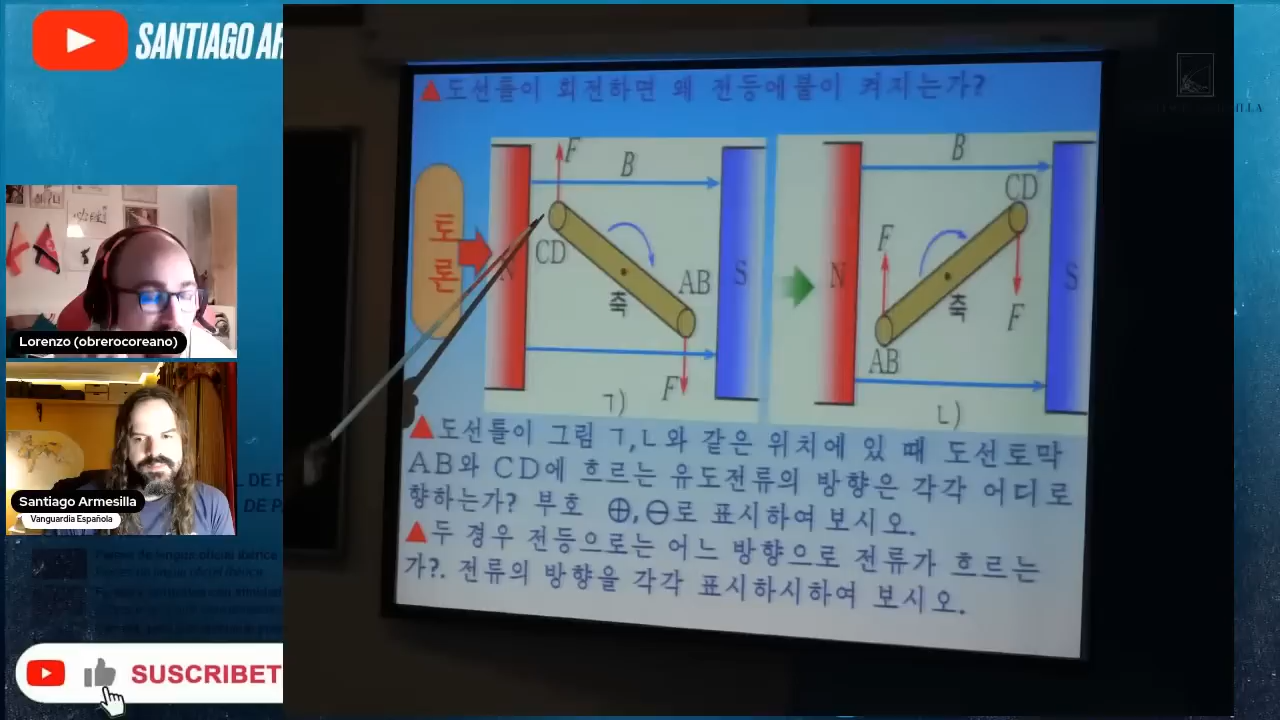 SANTIAGO AR
Lorenzo (obrerocoreano)
Santiago Armesilla
Vanguardia Española
SUSCRIBET
▲도선틀이 회전하면 왜 전등에불이 켜지는가?
토론
N
F
B
CD
AB
축
S
F
ㄱ)
N
B
CD
F
축
F
AB
S
ㄴ)
▲도선틀이 그림 ㄱ,ㄴ와 같은 위치에 있 때 도선토막
AB와 CD에 흐르는 유도전류의 방향은 각각 어디로
향하는가? 부호 ⊕,⊖로 표시하여 보시오.
▲두 경우 전등으로는 어느 방향으로 전류가 흐르는
가?. 전류의 방향을 각각 표시하시하여 보시오.